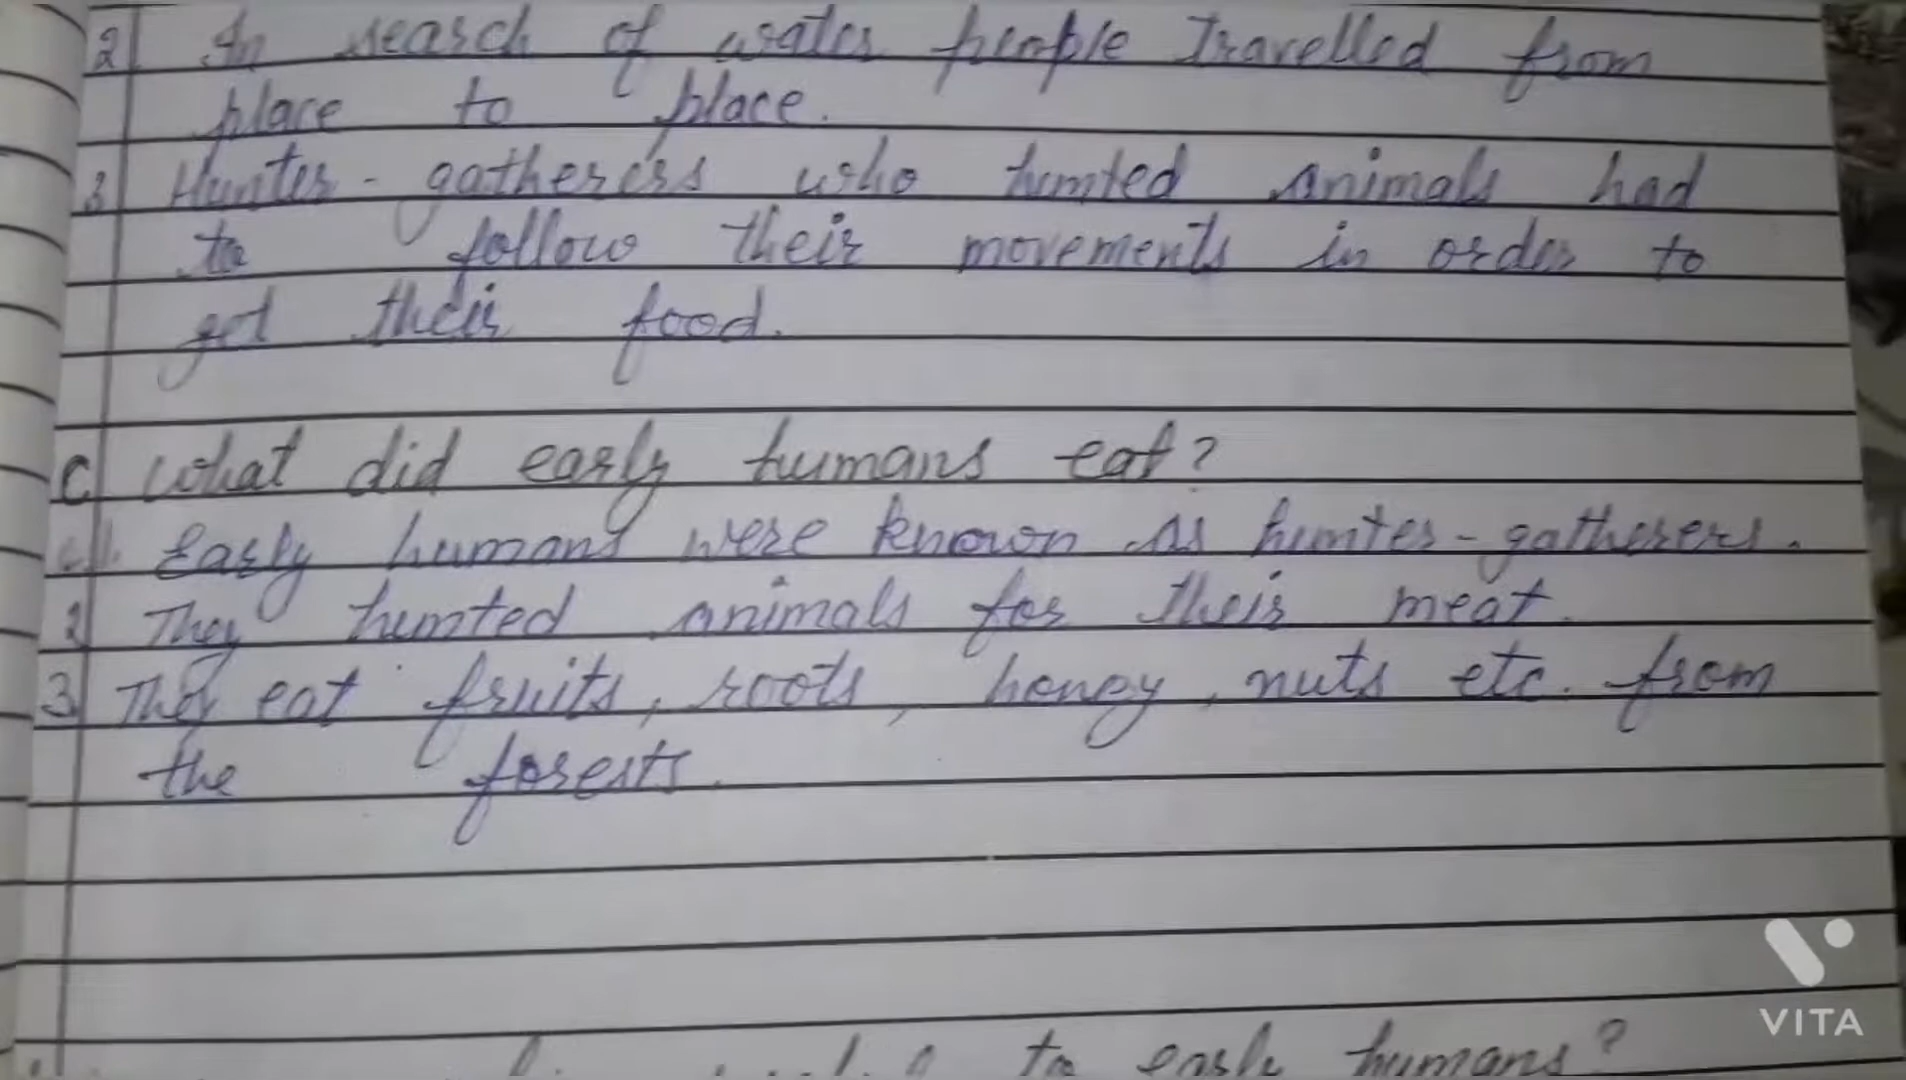 2 In search of water people travelled from
place to place.
3 Hunter - gatherers who hunted animals had
to follow their movements in order to
get their food.
C What did early humans eat?
1. Early humans were known as hunter - gatherers.
2 They hunted animals for their meat.
3 They eat fruits, roots, honey, nuts etc. from
the forests.
to early humans?
VITA